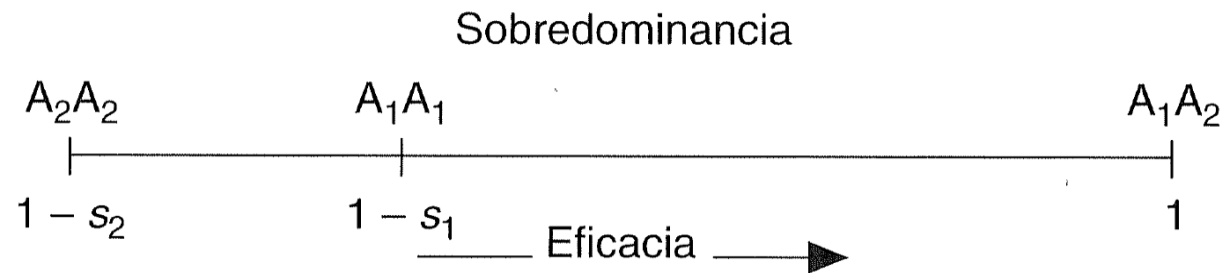 Sobredominancia
A₂A₂ A₁A₁ A₁A₂
1 – s₂ 1 – s₁ 1
Eficacia